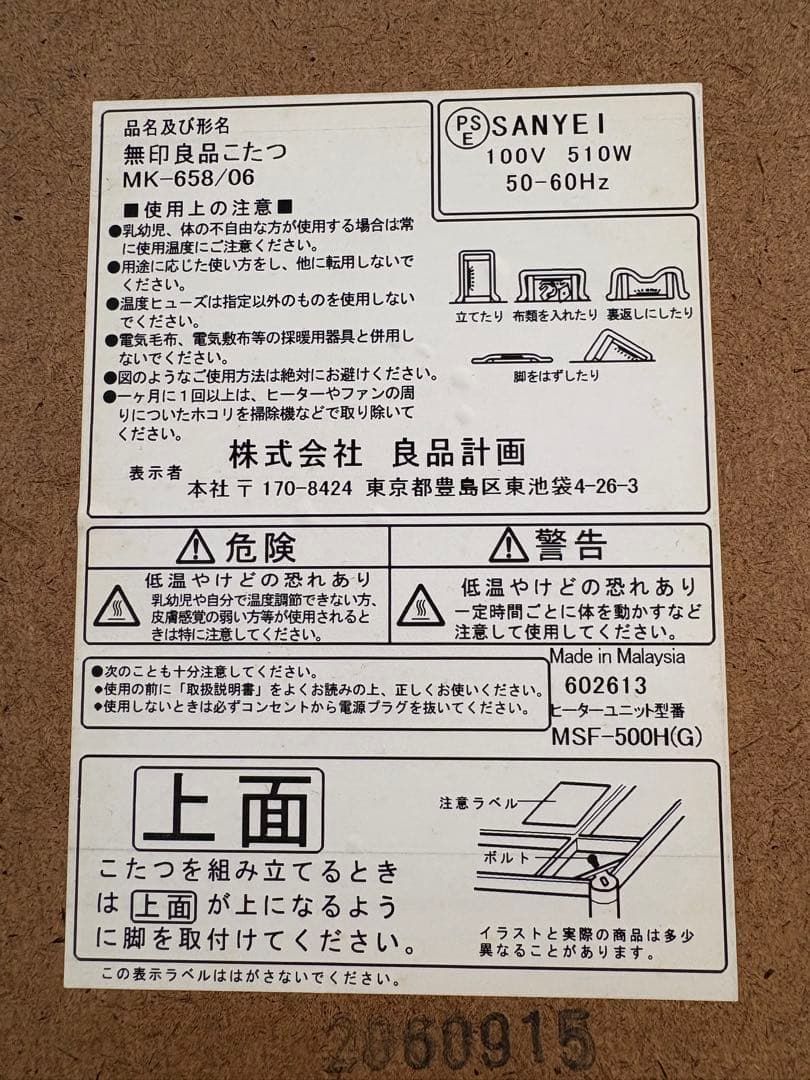 品名及び形名
無印良品こたつ
MK-658/06
PSE SANYEI
100V 510W
50-60Hz
■使用上の注意■
●乳幼児、体の不自由な方が使用する場合は常
に使用温度にご注意ください。
●用途に応じた使い方をし、他に転用しないで
ください。
●温度ヒューズは指定以外のものを使用しない
でください。
●電気毛布、電気敷布等の採暖用器具と併用し
ないでください。
●図のようなご使用方法は絶対にお避けください。
●一ヶ月に1回以上は、ヒーターやファンの周
りについたホコリを掃除機などで取り除いて
ください。
立てたり 布類を入れたり 裏返しにしたり
脚をはずしたり
表示者 株式会社 良品計画
本社 〒170-8424 東京都豊島区東池袋4-26-3
危険
低温やけどの恐れあり
乳幼児や自分で温度調節できない方、
皮膚感覚の弱い方等が使用されると
きは特に注意してください。
警告
低温やけどの恐れあり
一定時間ごとに体を動かすなど
注意して使用してください。
●次のことも十分注意してください。
◆使用の前に「取扱説明書」をよくお読みの上、正しくお使いください。
◆使用しないときは必ずコンセントから電源プラグを抜いてください。
Made in Malaysia
602613
ヒーターユニット型番
MSF-500H(G)
上面
こたつを組み立てるとき
は 上面 が上になるよう
に脚を取付けてください。
注意ラベル
ボルト
イラストと実際の商品は多少
異なることがあります。
この表示ラベルははがさないでください。
2060915